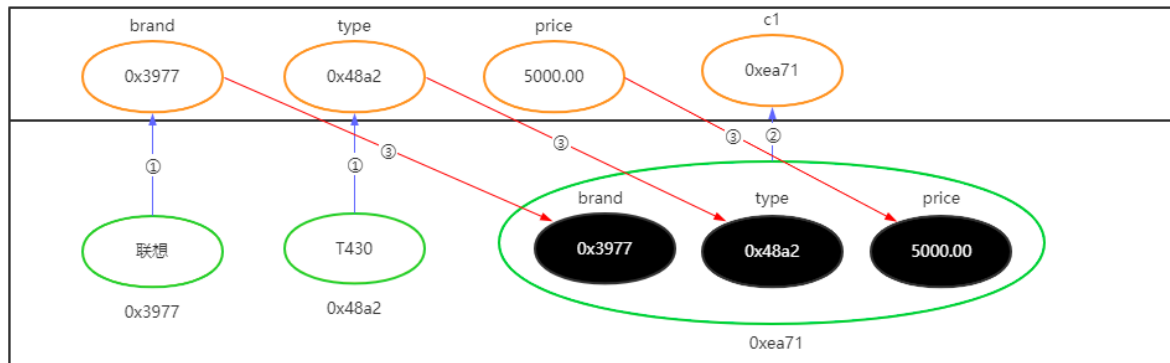 brand type price c1
0x3977 0x48a2 5000.00 0xea71
① ① ③ ③ ③ ②
brand type price
联想 T430 0x3977 0x48a2 5000.00
0x3977 0x48a2
0xea71